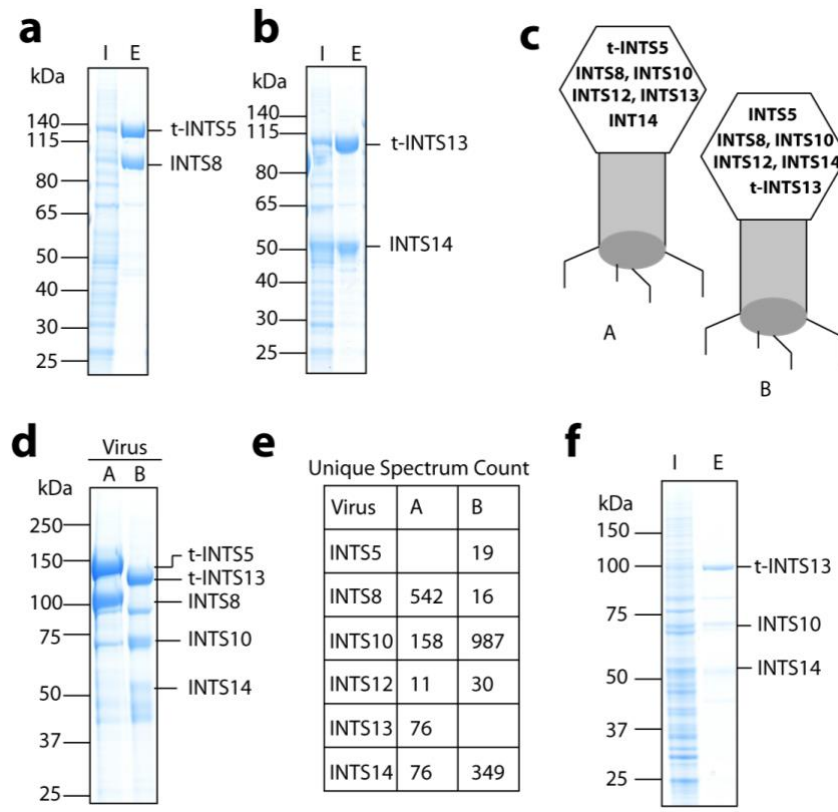 a
I E
kDa
140
115
80
65
50
40
30
25
t-INTS5
INTS8
b
I E
kDa
140
115
80
65
50
40
30
25
t-INTS13
INTS14
c
t-INTS5
INTS8, INTS10
INTS12, INTS13
INT14
A
INTS5
INTS8, INTS10
INTS12, INTS14
t-INTS13
B
d
Virus
A B
kDa
250
150
100
75
50
37
25
t-INTS5
t-INTS13
INTS8
INTS10
INTS14
e
Unique Spectrum Count
Virus A B
INTS5 19
INTS8 542 16
INTS10 158 987
INTS12 11 30
INTS13 76
INTS14 76 349
f
I E
kDa
150
100
75
50
37
25
t-INTS13
INTS10
INTS14